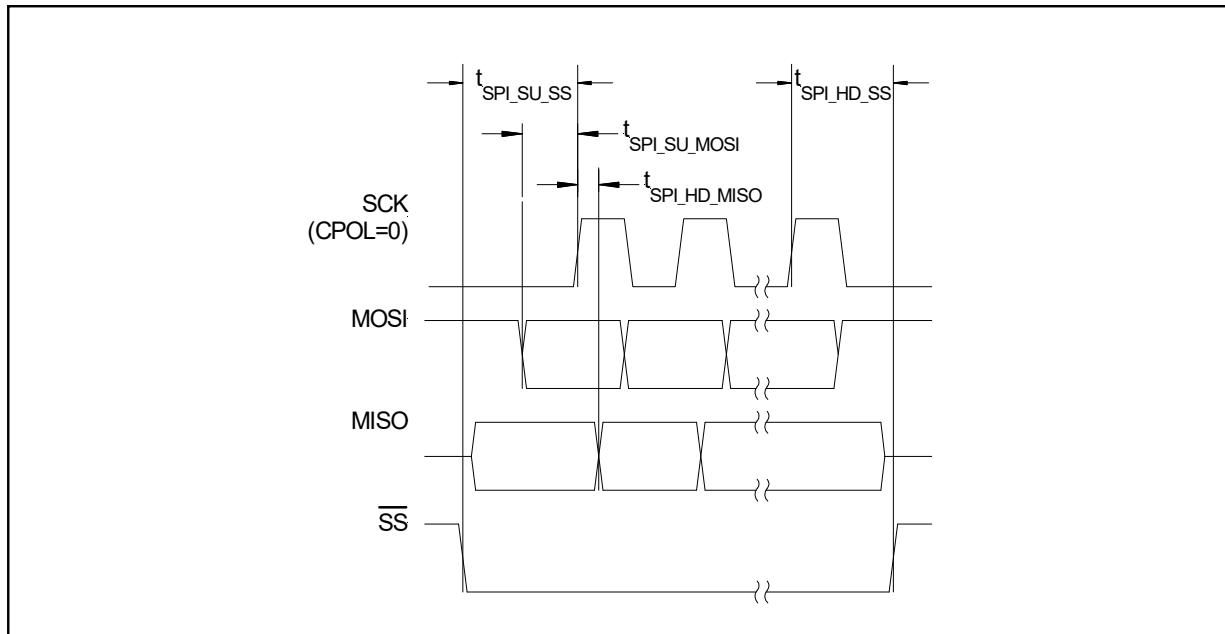 tSPI_SU_SS
tSPI_HD_SS
tSPI_SU_MOSI
tSPI_HD_MISO
SCK
(CPOL=0)
MOSI
MISO
SS